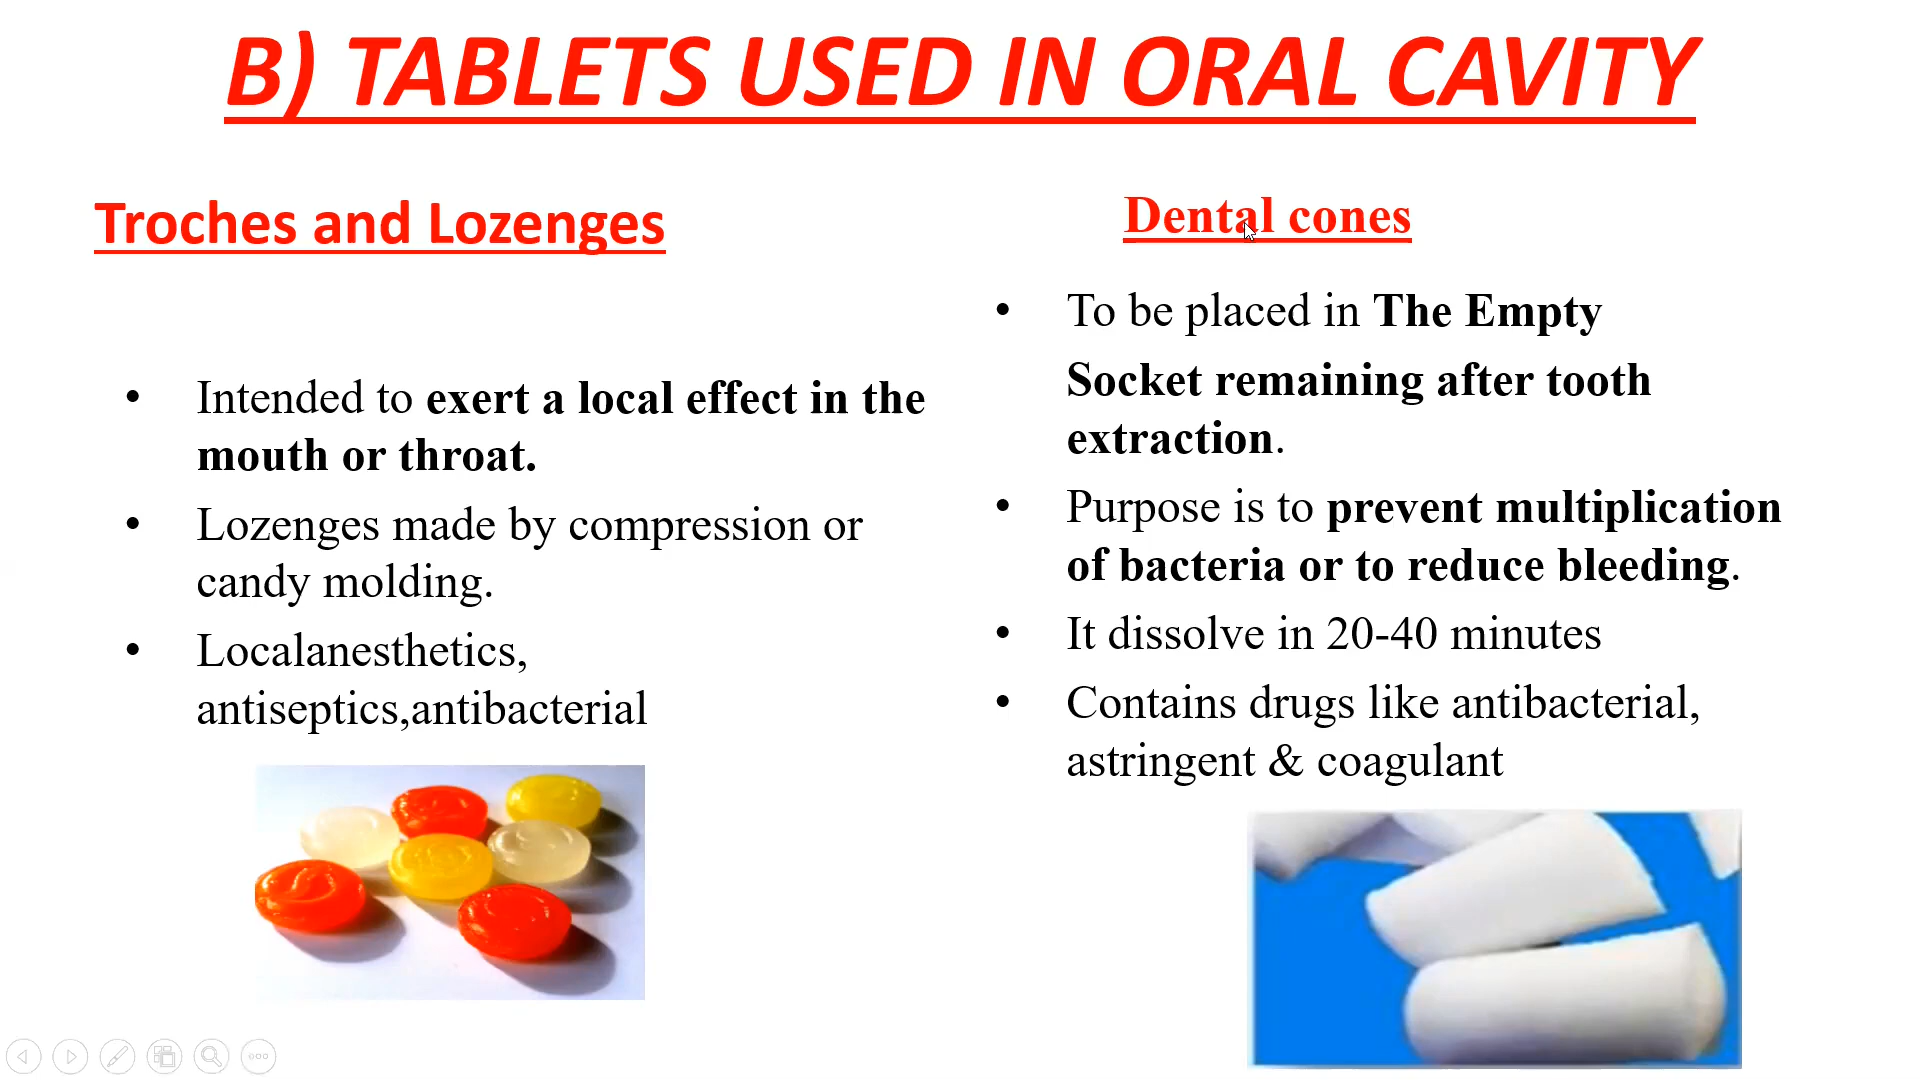 B) TABLETS USED IN ORAL CAVITY
Troches and Lozenges
• Intended to exert a local effect in the
mouth or throat.
• Lozenges made by compression or
candy molding.
• Localanesthetics,
antiseptics,antibacterial
Dental cones
• To be placed in The Empty
Socket remaining after tooth
extraction.
• Purpose is to prevent multiplication
of bacteria or to reduce bleeding.
• It dissolve in 20-40 minutes
• Contains drugs like antibacterial,
astringent & coagulant